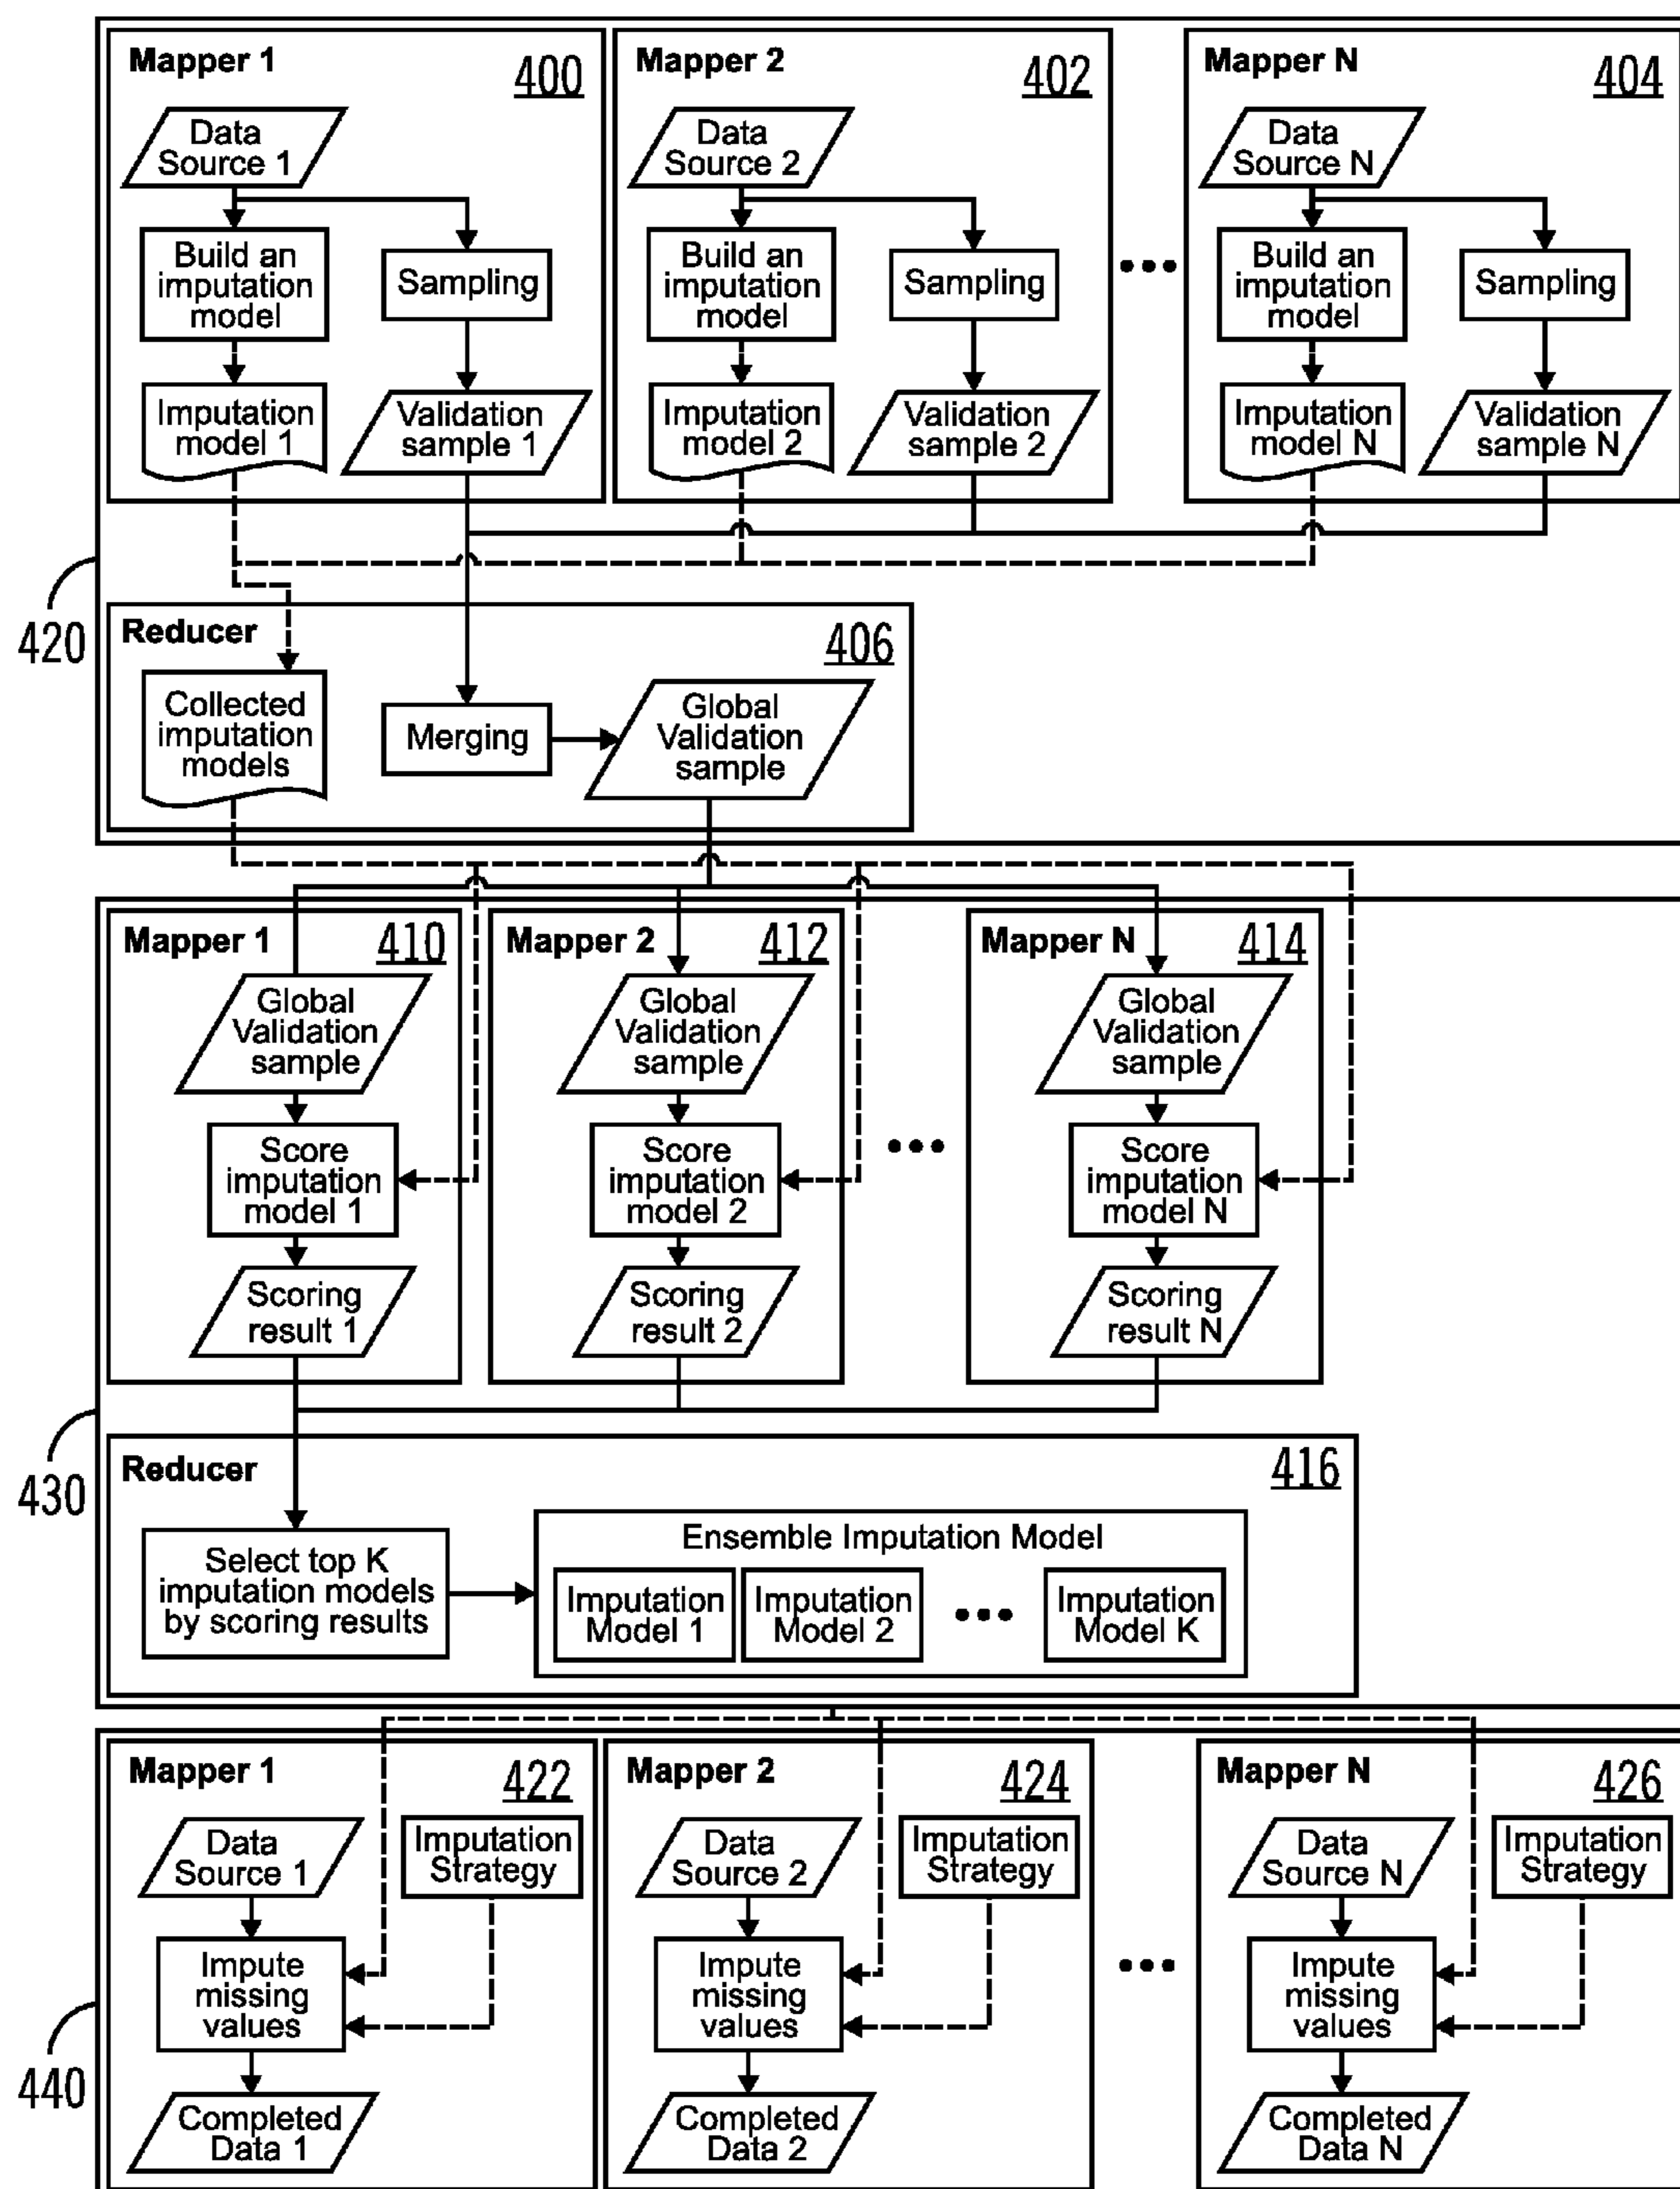 Mapper 1
400
Data
Source 1
Build an
imputation
model
Sampling
Imputation
model 1
Validation
sample 1
Mapper 2
402
Data
Source 2
Build an
imputation
model
Sampling
Imputation
model 2
Validation
sample 2
•••
Mapper N
404
Data
Source N
Build an
imputation
model
Sampling
Imputation
model N
Validation
sample N
420
Reducer
406
Collected
imputation
models
Merging
Global
Validation
sample
Mapper 1
410
Global
Validation
sample
Score
imputation
model 1
Scoring
result 1
Mapper 2
412
Global
Validation
sample
Score
imputation
model 2
Scoring
result 2
•••
Mapper N
414
Global
Validation
sample
Score
imputation
model N
Scoring
result N
430
Reducer
416
Select top K
imputation models
by scoring results
Ensemble Imputation Model
Imputation
Model 1
Imputation
Model 2
•••
Imputation
Model K
Mapper 1
422
Data
Source 1
Imputation
Strategy
Impute
missing
values
Completed
Data 1
Mapper 2
424
Data
Source 2
Imputation
Strategy
Impute
missing
values
Completed
Data 2
•••
Mapper N
426
Data
Source N
Imputation
Strategy
Impute
missing
values
Completed
Data N
440